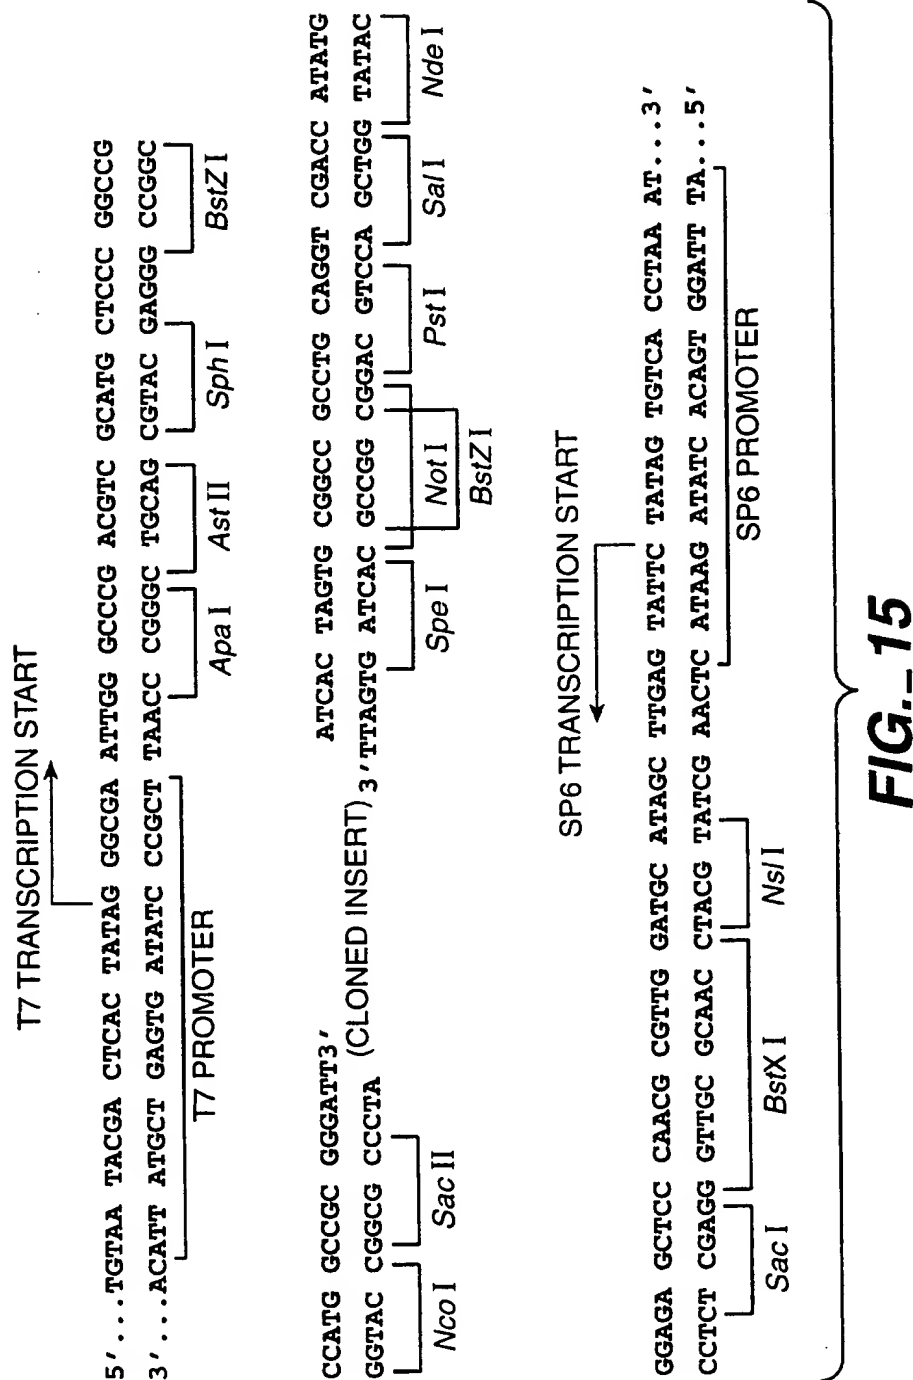 T7 TRANSCRIPTION START
5'...TGTAA TACGA CTCAC TATAG GGCGA ATTGG GCCCG ACGTC GCATG CTCCC GGCCG
3'...ACATT ATGCT GAGTG ATATC CCGCT TAACC CGGGC TGCAG CGTAC GAGGG CCGGC
T7 PROMOTER
Apa I
Ast II
Sph I
BstZ I
CCATG GCCGC GGGATT3'
ATCAC TAGTG CGGCC GCCTG CAGGT CGACC ATATG
(CLONED INSERT)
GGTAC CGGCG CCCTA
3'TTAGTG ATCAC GCCGG CGGAC GTCCA GCTGG TATAC
Nco I
Sac II
Spe I
Not I
BstZ I
Pst I
Sal I
Nde I
SP6 TRANSCRIPTION START
GGAGA GCTCC CAACG CGTTG GATGC ATAGC TTGAG TATTC TATAG TGTCA CCTAA AT...3'
CCTCT CGAGG GTTGC GCAAC CTACG TATCG AACTC ATAAG ATATC ACAGT GGATT TA...5'
Sac I
BstX I
Nsl I
SP6 PROMOTER
FIG._15